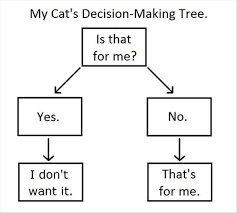 My Cat's Decision-Making Tree.
Is that
for me?
Yes.
No.
I don't
want it.
That's
for me.